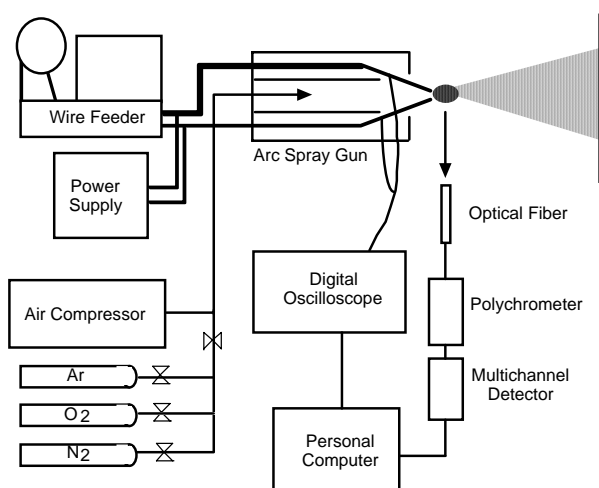 Wire Feeder
Arc Spray Gun
Power
Supply
Optical Fiber
Digital
Oscilloscope
Air Compressor
Polychrometer
Ar
Multichannel
Detector
O2
Personal
Computer
N2